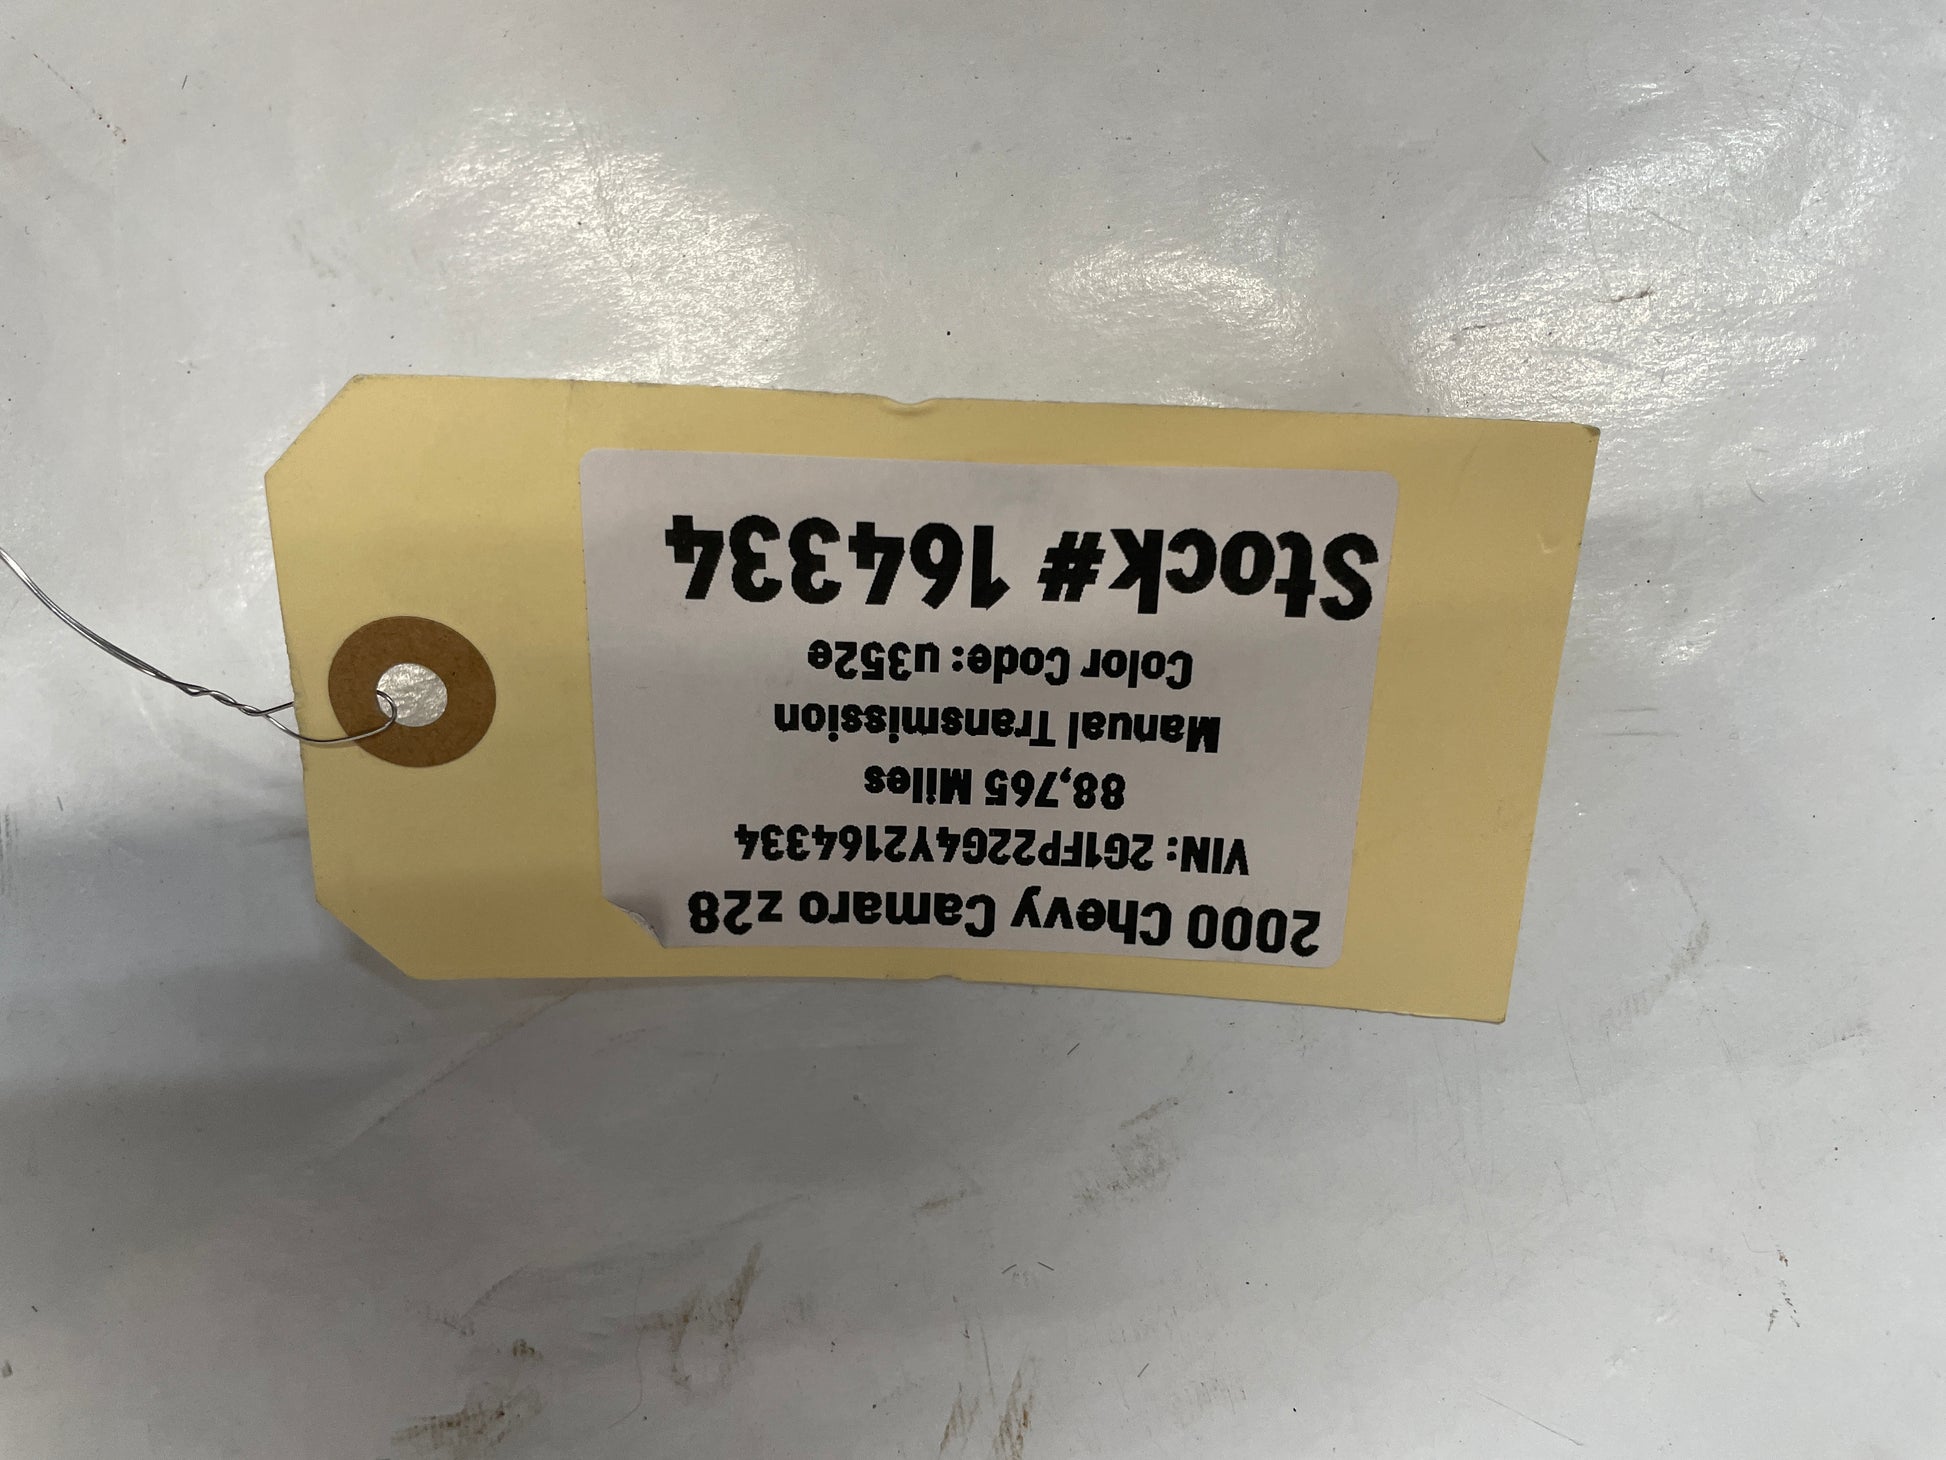 2000 Chevy Camaro z28
VIN: 2G1FP22G4Y2164334
88,765 Miles
Manual Transmission
Color Code: u352e
Stock# 164334